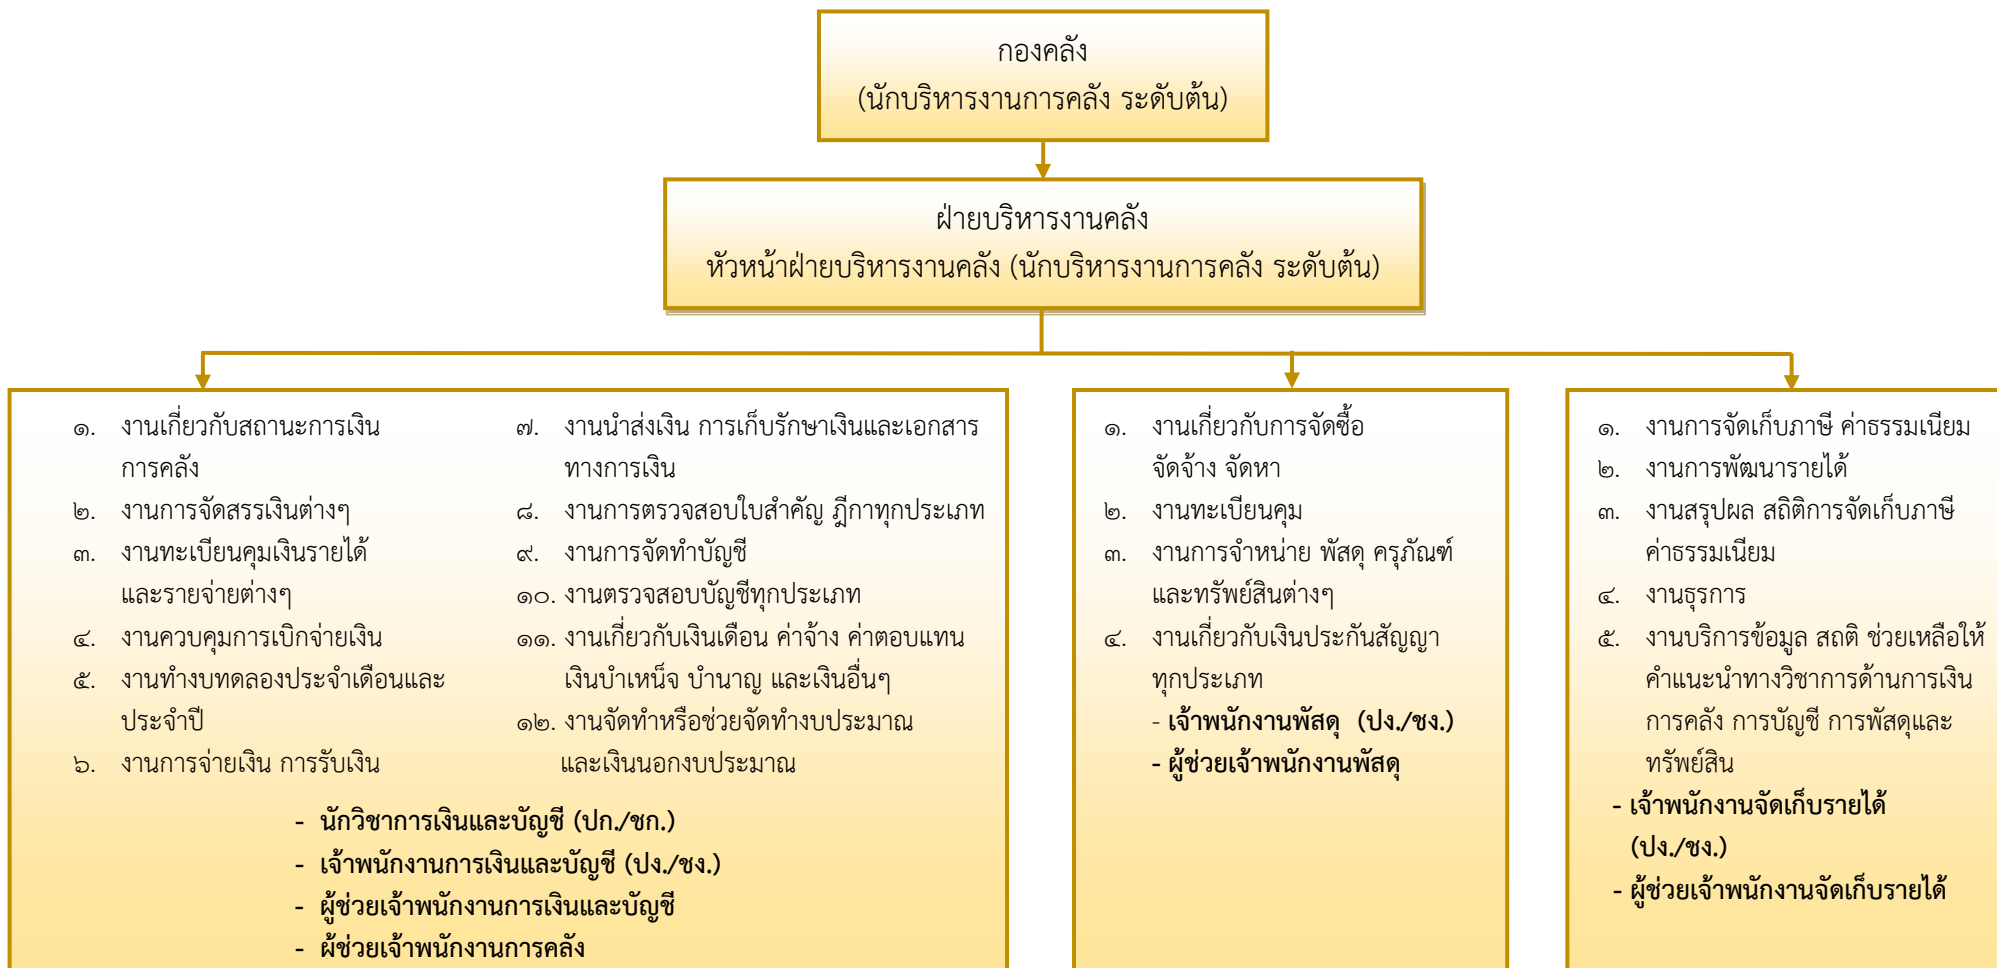 กองคลัง
(นักบริหารงานการคลัง ระดับต้น)
ฝ่ายบริหารงานคลัง
หัวหน้าฝ่ายบริหารงานคลัง (นักบริหารงานการคลัง ระดับต้น)
๑. งานเกี่ยวกับสถานะการเงิน
การคลัง
๒. งานการจัดสรรเงินต่างๆ
๓. งานทะเบียนคุมเงินรายได้
และรายจ่ายต่างๆ
๔. งานควบคุมการเบิกจ่ายเงิน
๕. งานทำงบทดลองประจำเดือนและ
ประจำปี
๖. งานการจ่ายเงิน การรับเงิน
๗. งานนำส่งเงิน การเก็บรักษาเงินและเอกสาร
ทางการเงิน
๘. งานการตรวจสอบใบสำคัญ ฎีกาทุกประเภท
๙. งานการจัดทำบัญชี
๑๐. งานตรวจสอบบัญชีทุกประเภท
๑๑. งานเกี่ยวกับเงินเดือน ค่าจ้าง ค่าตอบแทน
เงินบำเหน็จ บำนาญ และเงินอื่นๆ
๑๒. งานจัดทำหรือช่วยจัดทำงบประมาณ
และเงินนอกงบประมาณ
- นักวิชาการเงินและบัญชี (ปก./ชก.)
- เจ้าพนักงานการเงินและบัญชี (ปง./ชง.)
- ผู้ช่วยเจ้าพนักงานการเงินและบัญชี
- ผู้ช่วยเจ้าพนักงานการคลัง
๑. งานเกี่ยวกับการจัดซื้อ
จัดจ้าง จัดหา
๒. งานทะเบียนคุม
๓. งานการจำหน่าย พัสดุ ครุภัณฑ์
และทรัพย์สินต่างๆ
๔. งานเกี่ยวกับเงินประกันสัญญา
ทุกประเภท
- เจ้าพนักงานพัสดุ (ปง./ชง.)
- ผู้ช่วยเจ้าพนักงานพัสดุ
๑. งานการจัดเก็บภาษี ค่าธรรมเนียม
๒. งานการพัฒนารายได้
๓. งานสรุปผล สถิติการจัดเก็บภาษี
ค่าธรรมเนียม
๔. งานธุรการ
๕. งานบริการข้อมูล สถติ ช่วยเหลือให้
คำแนะนำทางวิชาการด้านการเงิน
การคลัง การบัญชี การพัสดุและ
ทรัพย์สิน
- เจ้าพนักงานจัดเก็บรายได้
(ปง./ชง.)
- ผู้ช่วยเจ้าพนักงานจัดเก็บรายได้